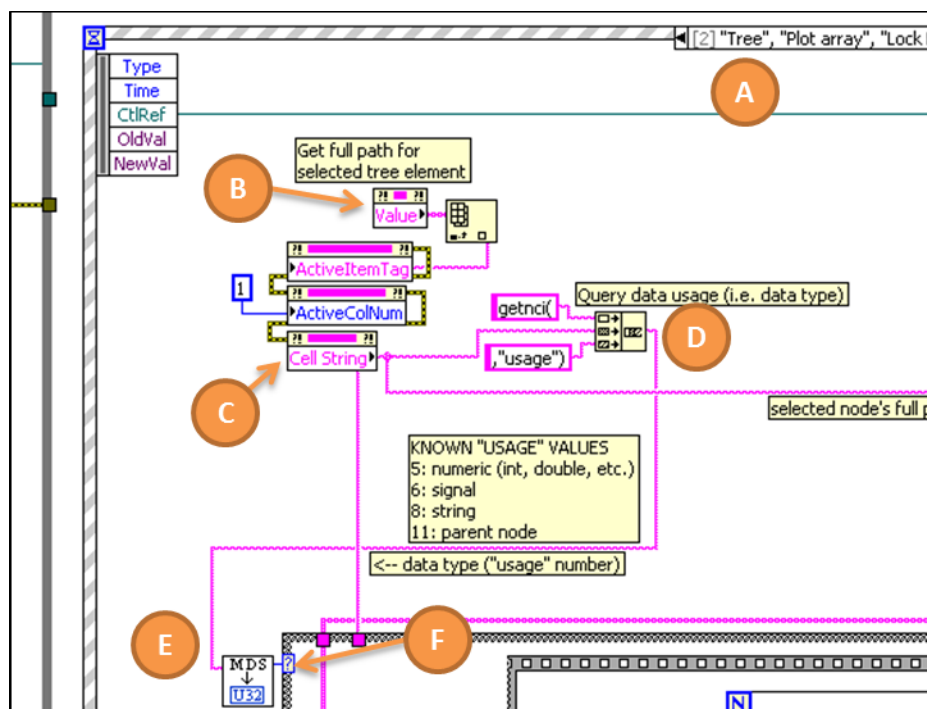 [2] "Tree", "Plot array", "Lock
A
Type
Time
CtlRef
OldVal
NewVal
Get full path for
selected tree element
B
?! ?!
Value
?! ?!
ActiveItemTag
1
?! ?!
ActiveColNum
?! ?!
Cell String
C
getnci(
Query data usage (i.e. data type)
,"usage")
D
selected node's full p
KNOWN "USAGE" VALUES
5: numeric (int, double, etc.)
6: signal
8: string
11: parent node
<-- data type ("usage" number)
E
F
MDS
U32
?
N